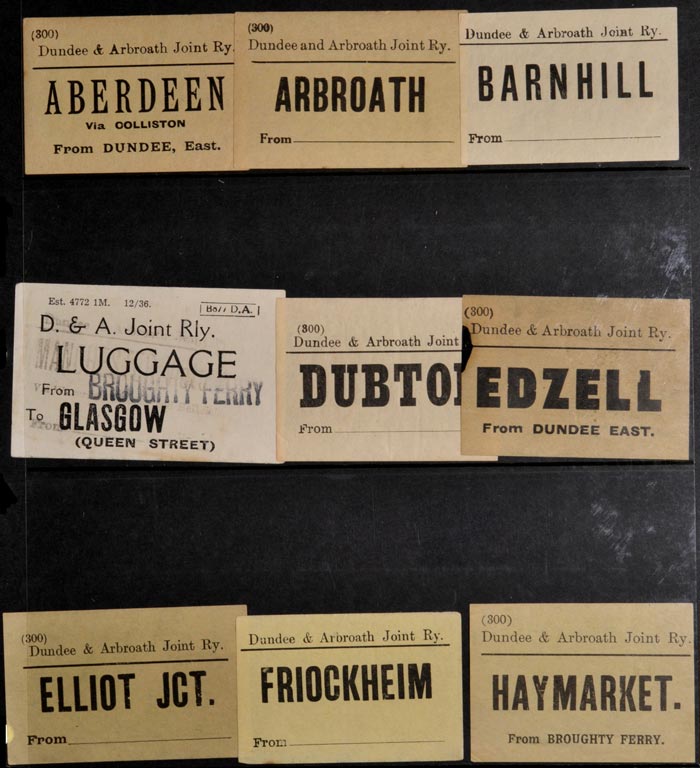 (300)
Dundee & Arbroath Joint Ry.
ABERDEEN
Via COLLISTON
From DUNDEE, East.
(300)
Dundee and Arbroath Joint Ry.
ARBROATH
From
Dundee & Arbroath Joint Ry.
BARNHILL
From
Est. 4772 1M. 12/36.
D. & A. Joint Rly.
LUGGAGE
From BROUGHTY FERRY
To GLASGOW
(QUEEN STREET)
(300)
Dundee & Arbroath Joint
DUBTO
From
(300)
Dundee & Arbroath Joint Ry.
EDZELL
From DUNDEE EAST.
(300)
Dundee & Arbroath Joint Ry.
ELLIOT JCT.
From
Dundee & Arbroath Joint Ry.
FRIOCKHEIM
From
(300)
Dundee & Arbroath Joint Ry.
HAYMARKET.
From BROUGHTY FERRY.